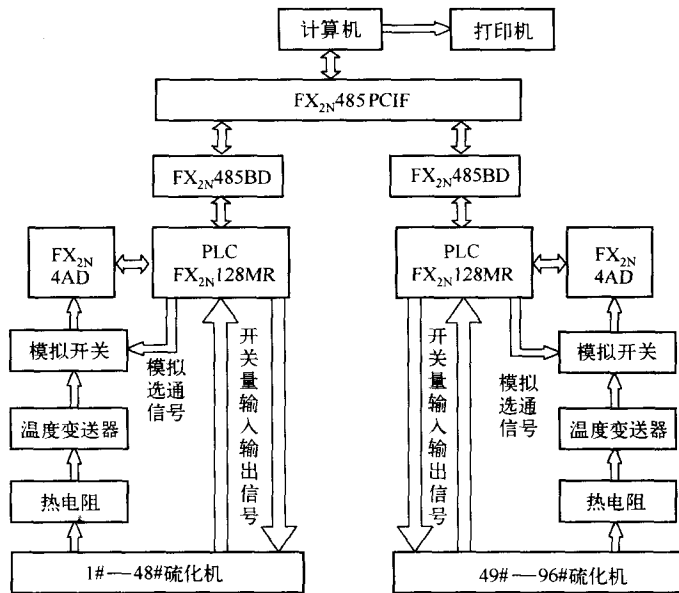 计算机
打印机
FX2N485PCIF
FX2N485BD
FX2N485BD
FX2N
4AD
PLC
FX2N128MR
PLC
FX2N128MR
FX2N
4AD
模拟开关
模拟
选通
信号
开关量输入输出信号
开关量输入输出信号
模拟
选通
信号
模拟开关
温度变送器
温度变送器
热电阻
热电阻
1#—48#硫化机
49#—96#硫化机